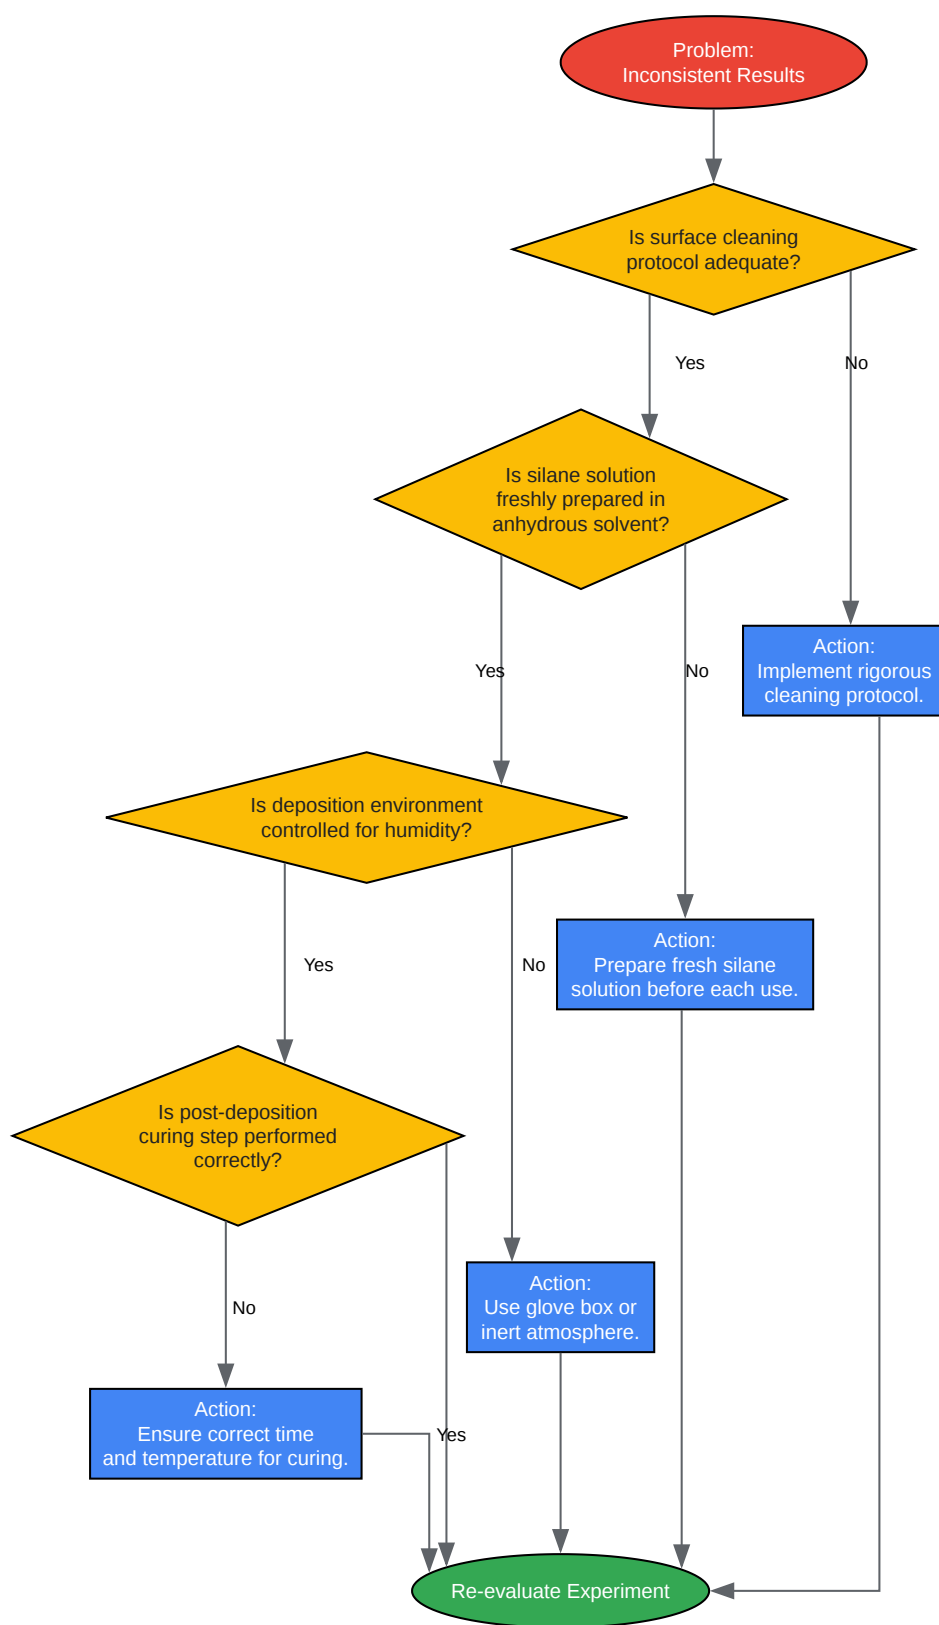 Problem:
Inconsistent Results
Is surface cleaning
protocol adequate?
Yes
No
Is silane solution
freshly prepared in
anhydrous solvent?
Yes
No
Action:
Implement rigorous
cleaning protocol.
Is deposition environment
controlled for humidity?
Yes
No
Action:
Prepare fresh silane
solution before each use.
Is post-deposition
curing step performed
correctly?
No
Action:
Use glove box or
inert atmosphere.
Action:
Ensure correct time
and temperature for curing.
Yes
Re-evaluate Experiment